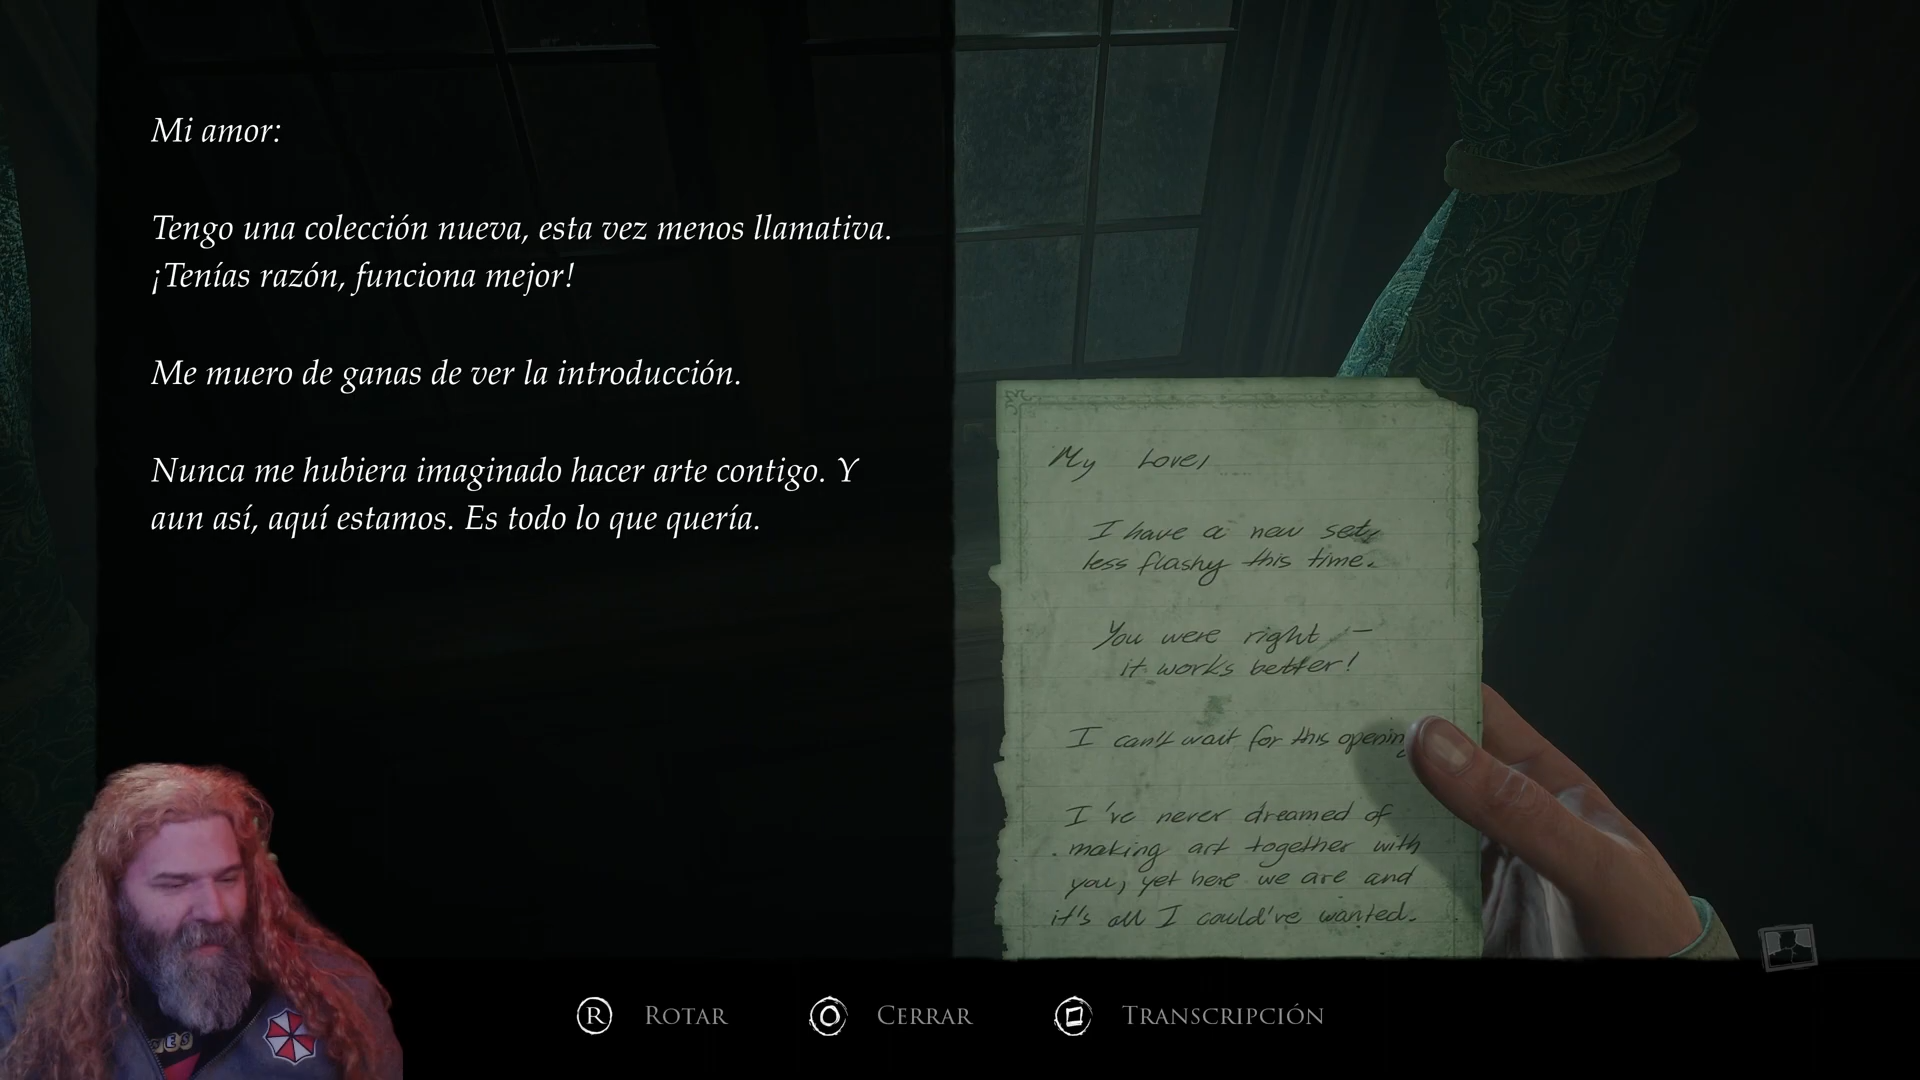 Mi amor:
Tengo una colección nueva, esta vez menos llamativa.
¡Tenías razón, funciona mejor!
Me muero de ganas de ver la introducción.
Nunca me hubiera imaginado hacer arte contigo. Y
aun así, aquí estamos. Es todo lo que quería.
My Love,
I have a new set,
less flashy this time.
You were right —
it works better!
I can't wait for this opening
I've never dreamed of
making art together with
you, yet here we are and
it's all I could've wanted.
R ROTAR
CERRAR
TRANSCRIPCIÓN